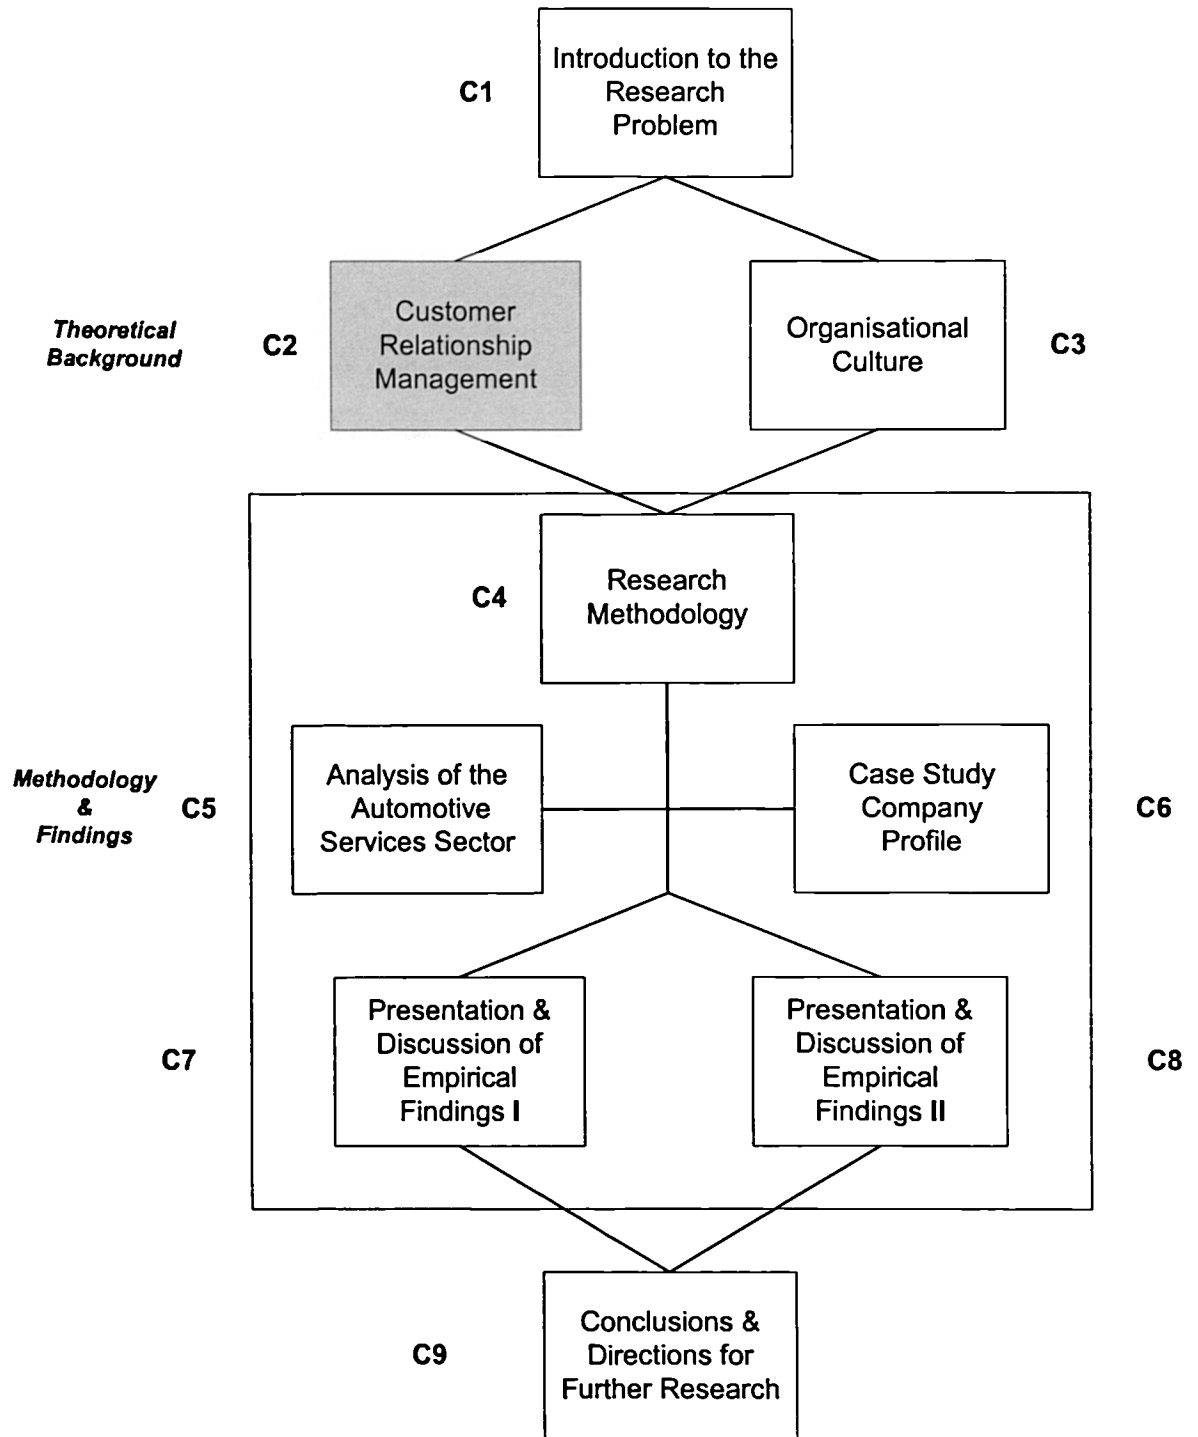 Introduction to the
Research
Problem
C1
Theoretical
Background
C2
Customer
Relationship
Management
Organisational
Culture
C3
C4
Research
Methodology
Methodology
&
Findings
C5
Analysis of the
Automotive
Services Sector
Case Study
Company
Profile
C6
C7
Presentation &
Discussion of
Empirical
Findings I
Presentation &
Discussion of
Empirical
Findings II
C8
C9
Conclusions &
Directions for
Further Research